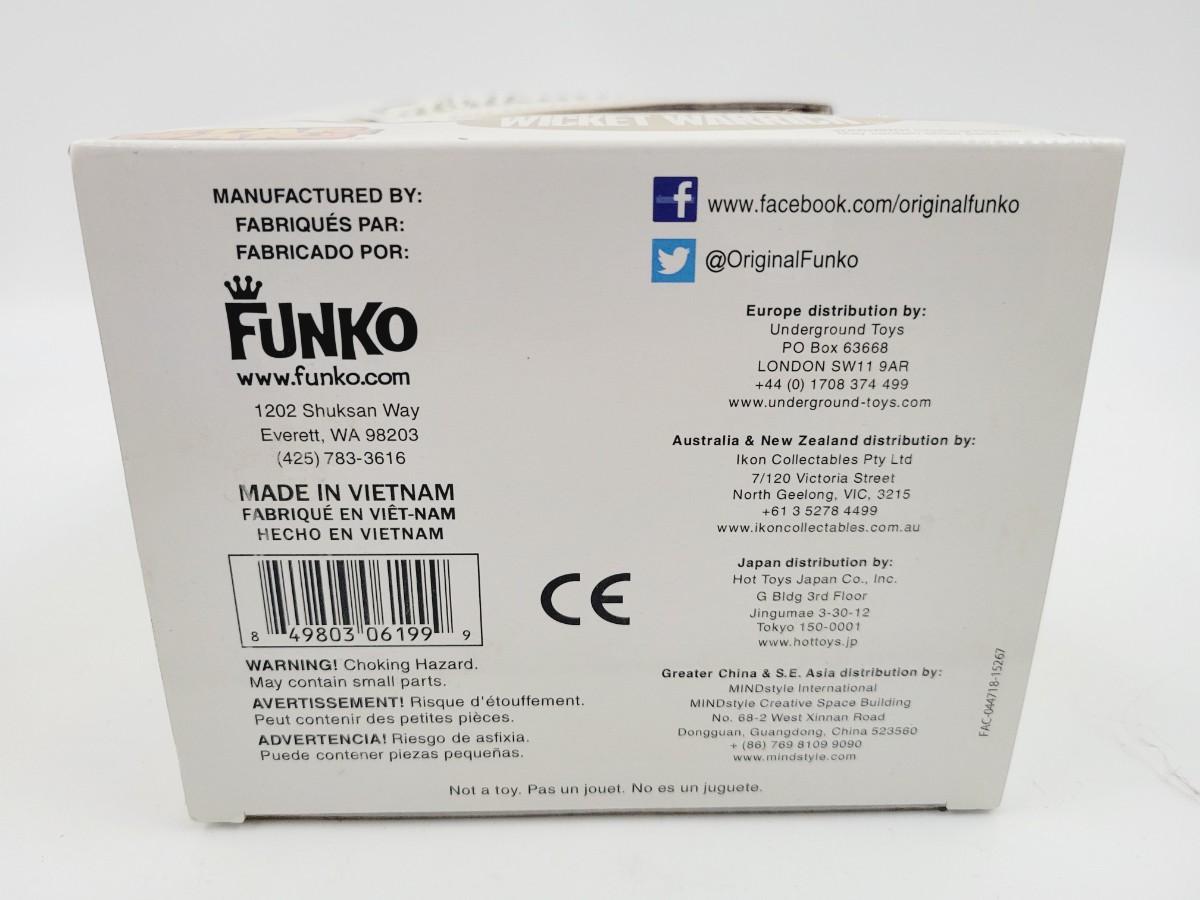 WICKET WARRICK
MANUFACTURED BY:
FABRIQUÉS PAR:
FABRICADO POR:
FUNKO
www.funko.com
1202 Shuksan Way
Everett, WA 98203
(425) 783-3616
MADE IN VIETNAM
FABRIQUÉ EN VIÊT-NAM
HECHO EN VIETNAM
8 49803 06199 9
WARNING! Choking Hazard.
May contain small parts.
AVERTISSEMENT! Risque d'étouffement.
Peut contenir des petites pièces.
ADVERTENCIA! Riesgo de asfixia.
Puede contener piezas pequeñas.
CE
f www.facebook.com/originalfunko
@OriginalFunko
Europe distribution by:
Underground Toys
PO Box 63668
LONDON SW11 9AR
+44 (0) 1708 374 499
www.underground-toys.com
Australia & New Zealand distribution by:
Ikon Collectables Pty Ltd
7/120 Victoria Street
North Geelong, VIC, 3215
+61 3 5278 4499
www.ikoncollectables.com.au
Japan distribution by:
Hot Toys Japan Co., Inc.
G Bldg 3rd Floor
Jingumae 3-30-12
Tokyo 150-0001
www.hottoys.jp
Greater China & S.E. Asia distribution by:
MINDstyle International
MINDstyle Creative Space Building
No. 68-2 West Xinnan Road
Dongguan, Guangdong, China 523560
+ (86) 769 8109 9090
www.mindstyle.com
FAC-044718-15267
Not a toy. Pas un jouet. No es un juguete.